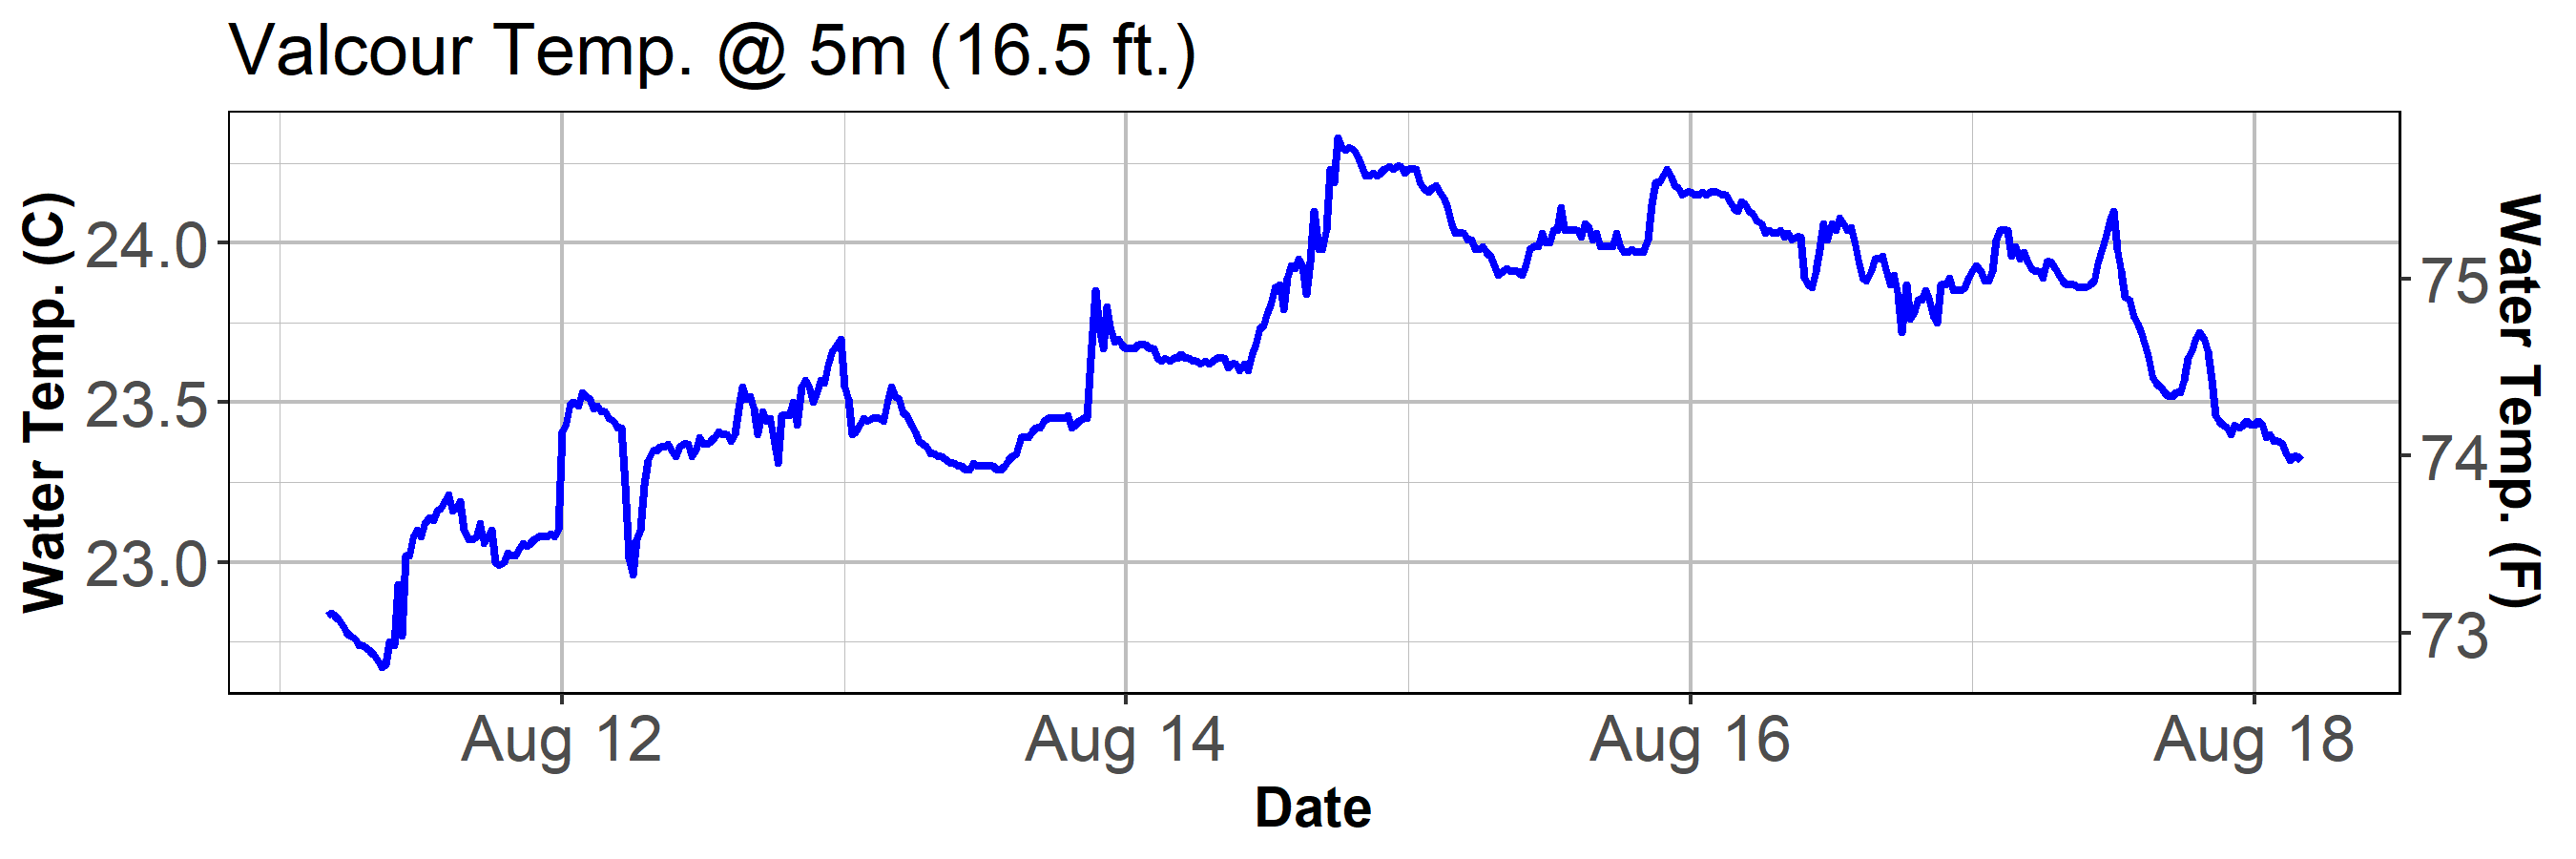 Valcour Temp. @ 5m (16.5 ft.)
Water Temp. (C)
24.0
23.5
23.0
75
74
73
Water Temp. (F)
Aug 12 Aug 14 Aug 16 Aug 18
Date